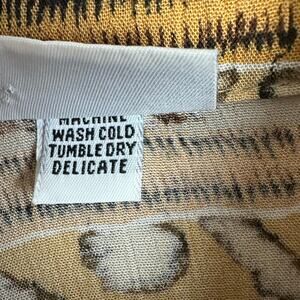 MACHINE
WASH COLD
TUMBLE DRY
DELICATE